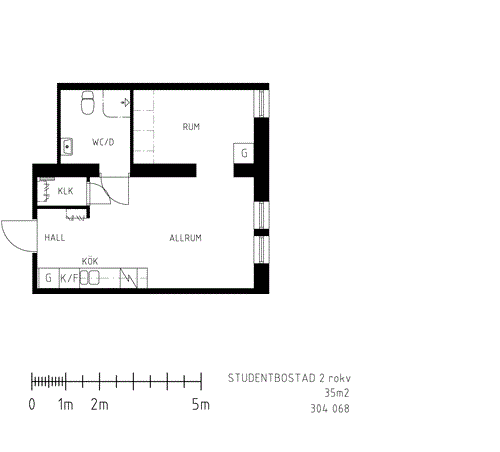 RUM
WC/D
G
KLK
HALL
ALLRUM
KÖK
G K/F
STUDENTBOSTAD 2 rokv
35m2
304 068
0 1m 2m 5m